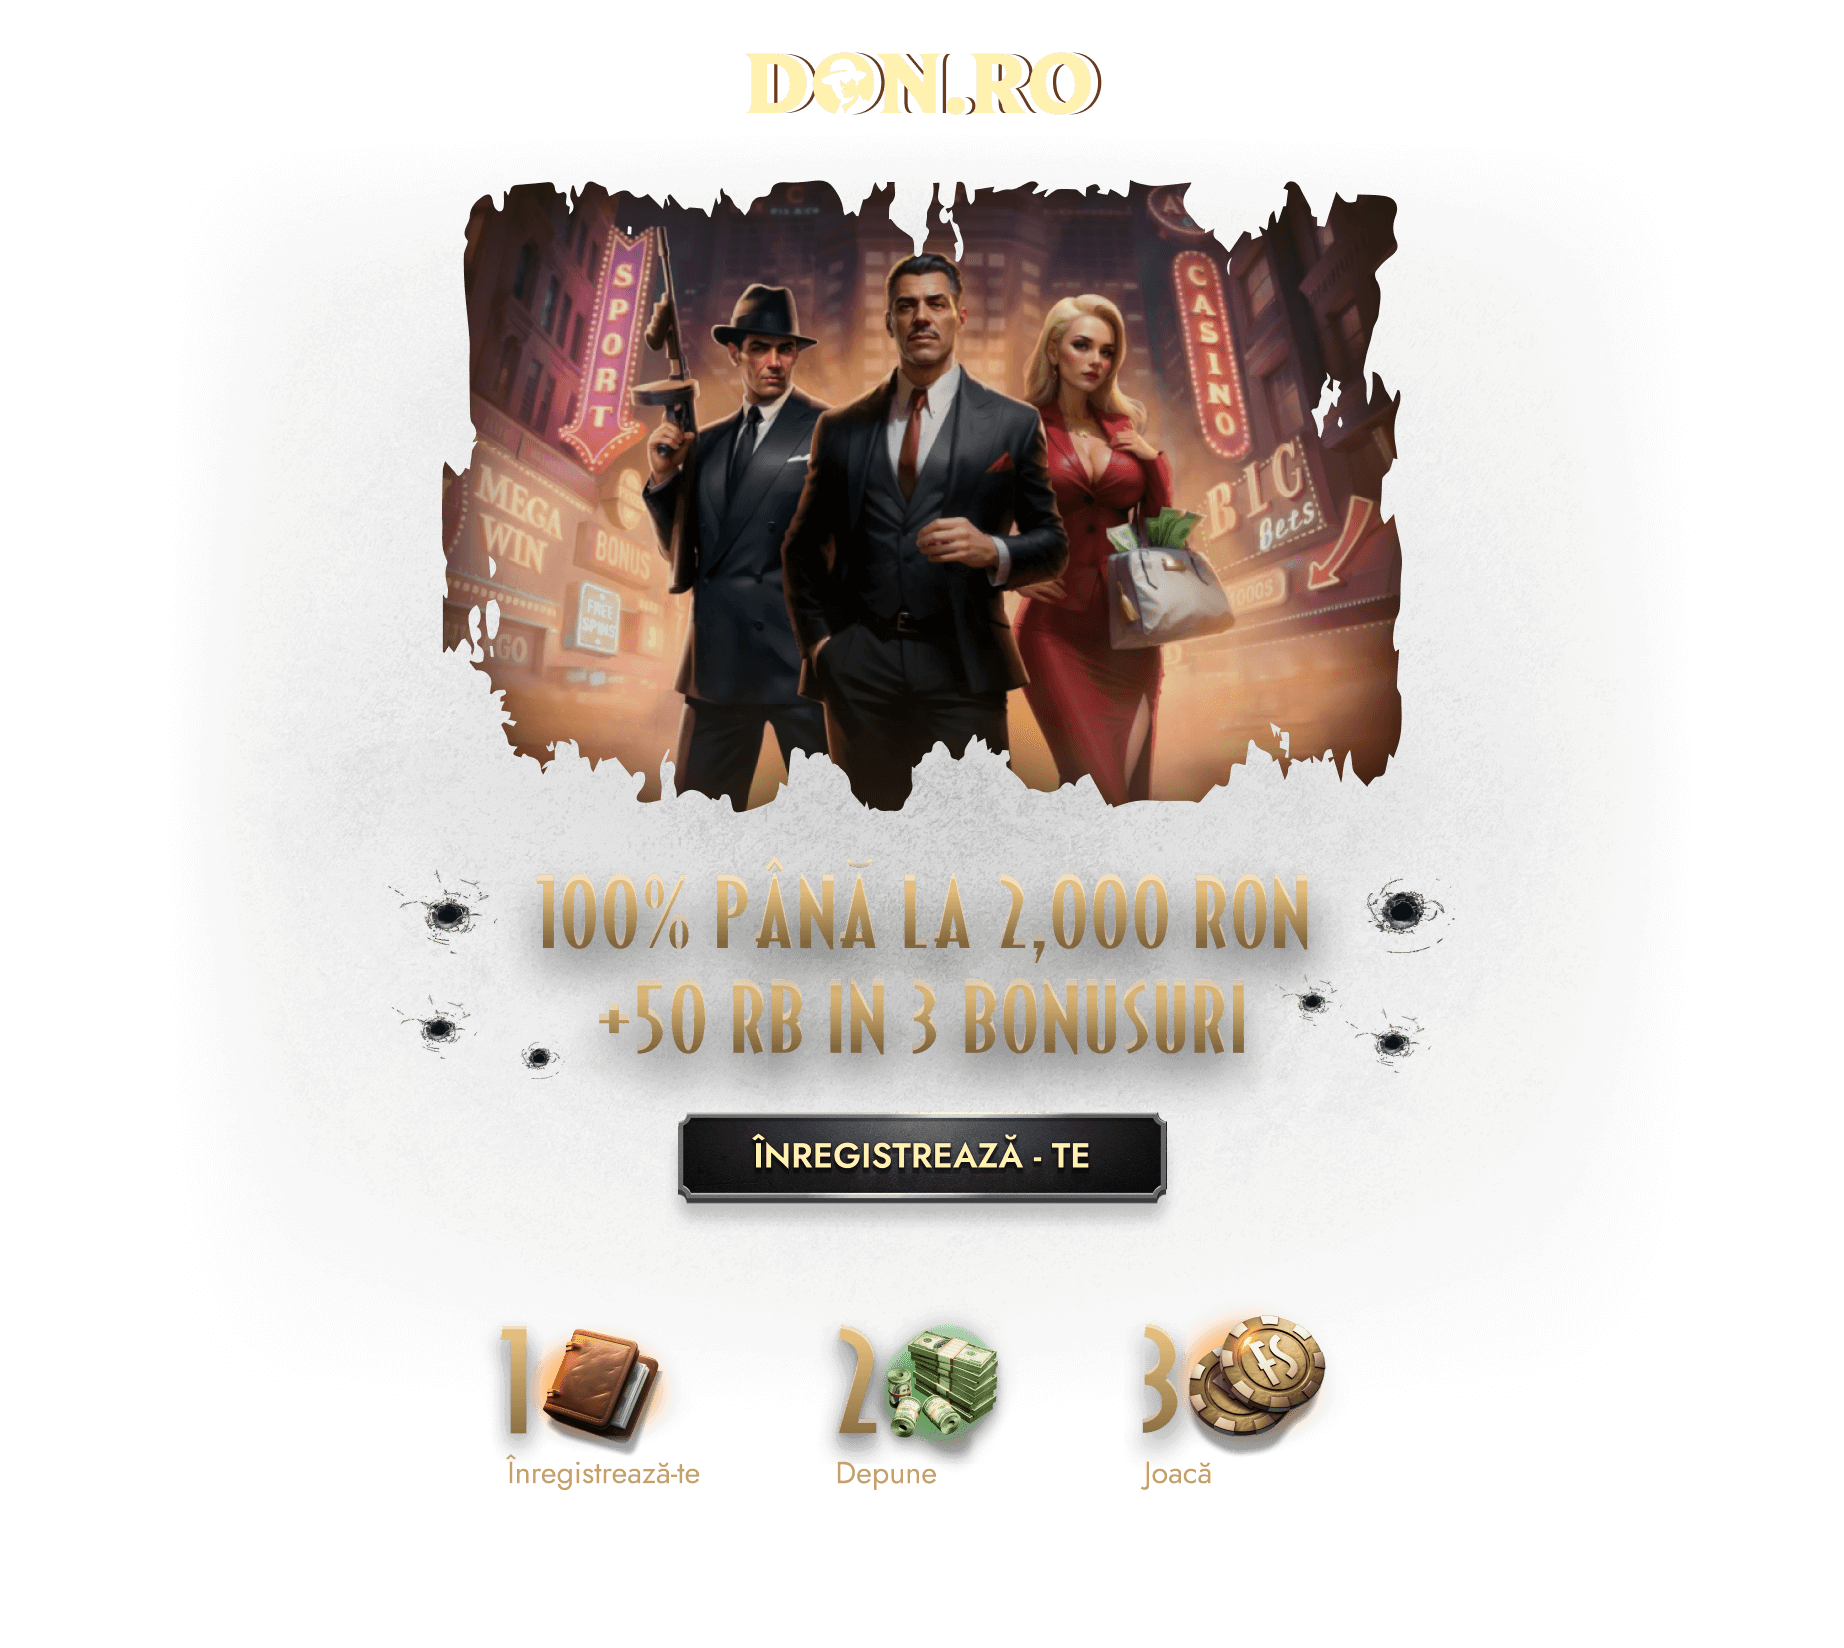 DON.RO
SPORT
CASINO
MEGA
WIN
BONUS
FREE
SPINS
BIG
Bets
100% PÂNĂ LA 2,000 RON
+50 RB IN 3 BONUSURI
ÎNREGISTREAZĂ - TE
1
2
3
FS
Înregistrează-te
Depune
Joacă